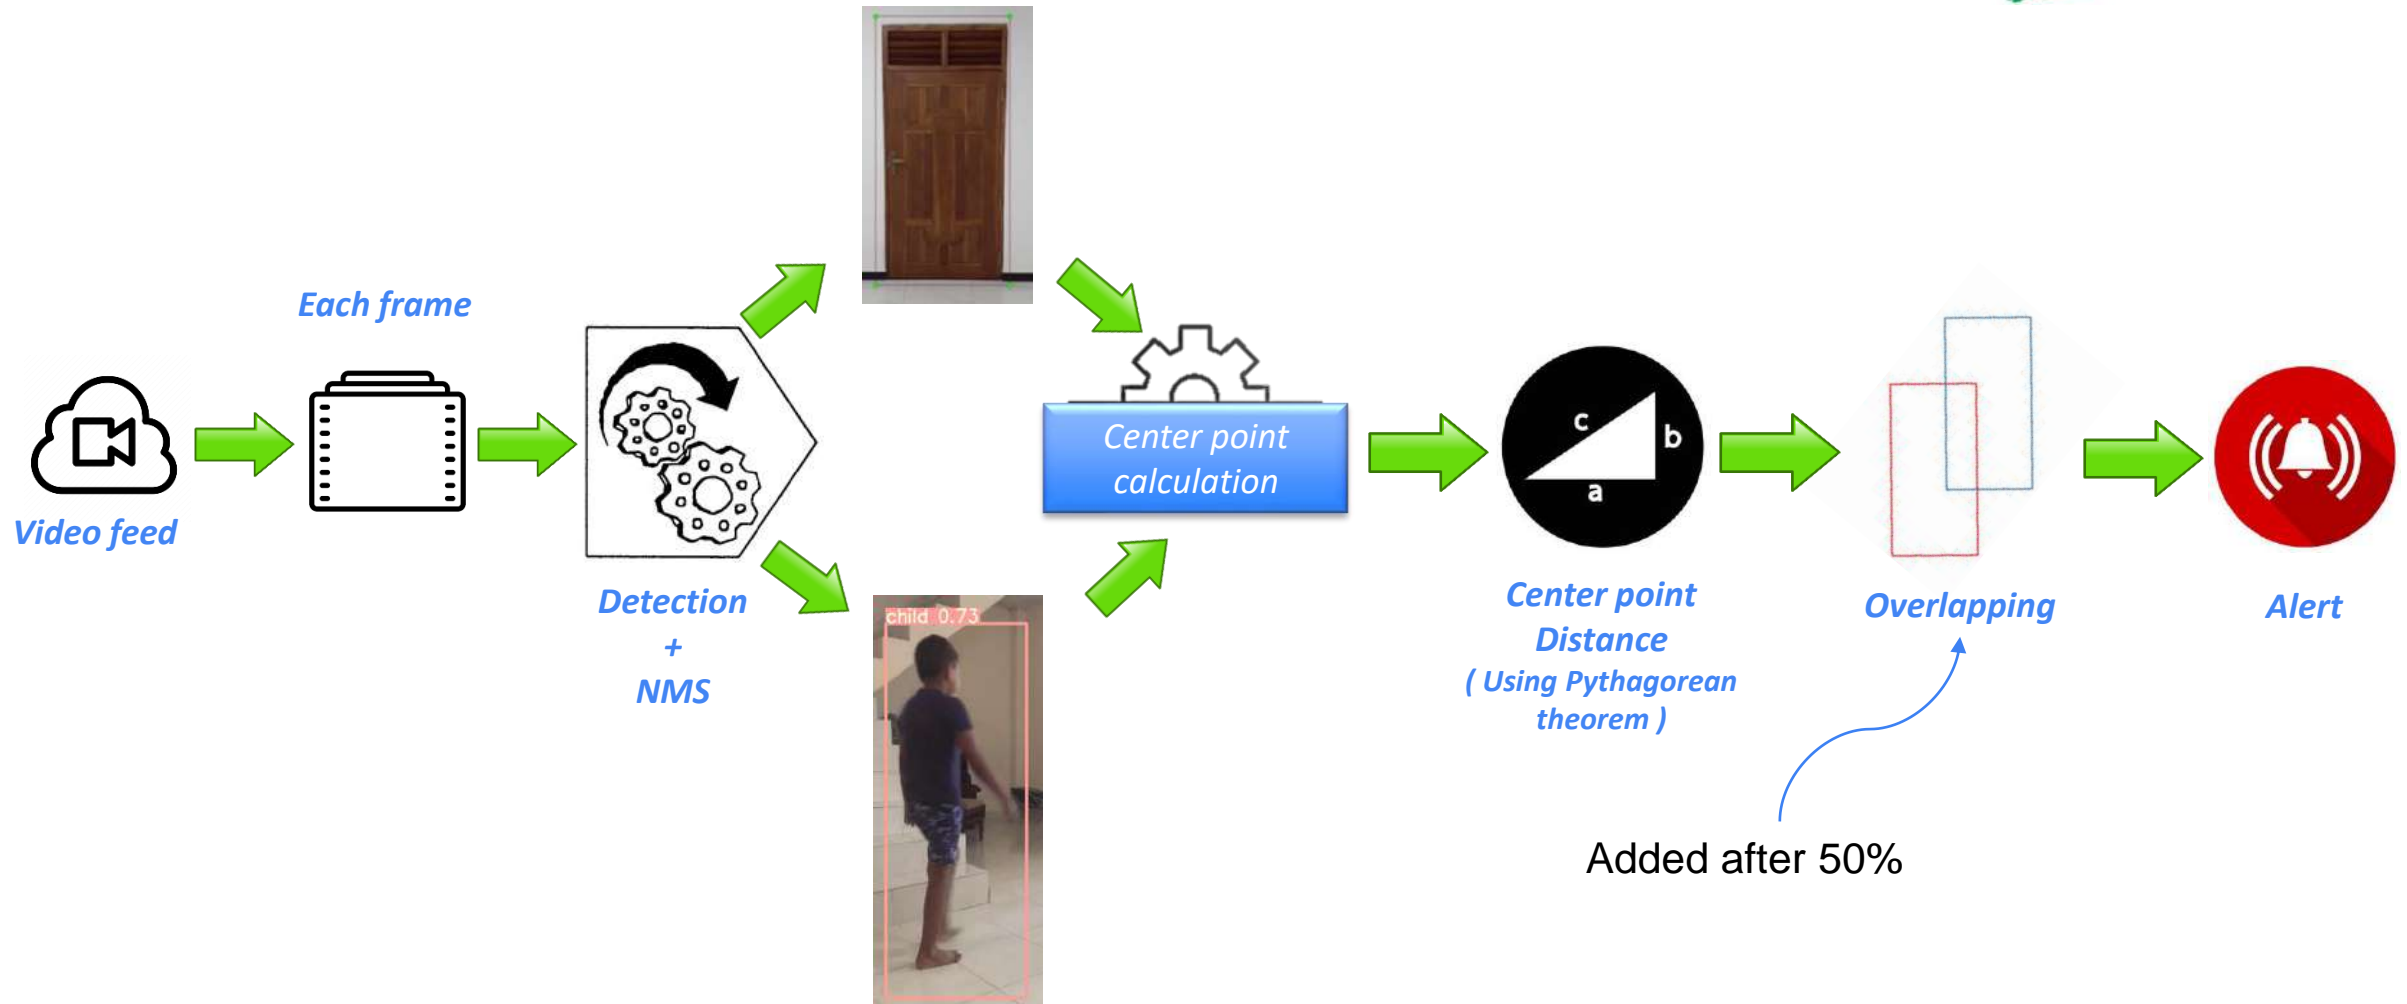 Each frame
Video feed
Detection
+
NMS
child 0.73
Center point
calculation
c
b
a
Center point
Distance
( Using Pythagorean
theorem )
Overlapping
Alert
Added after 50%